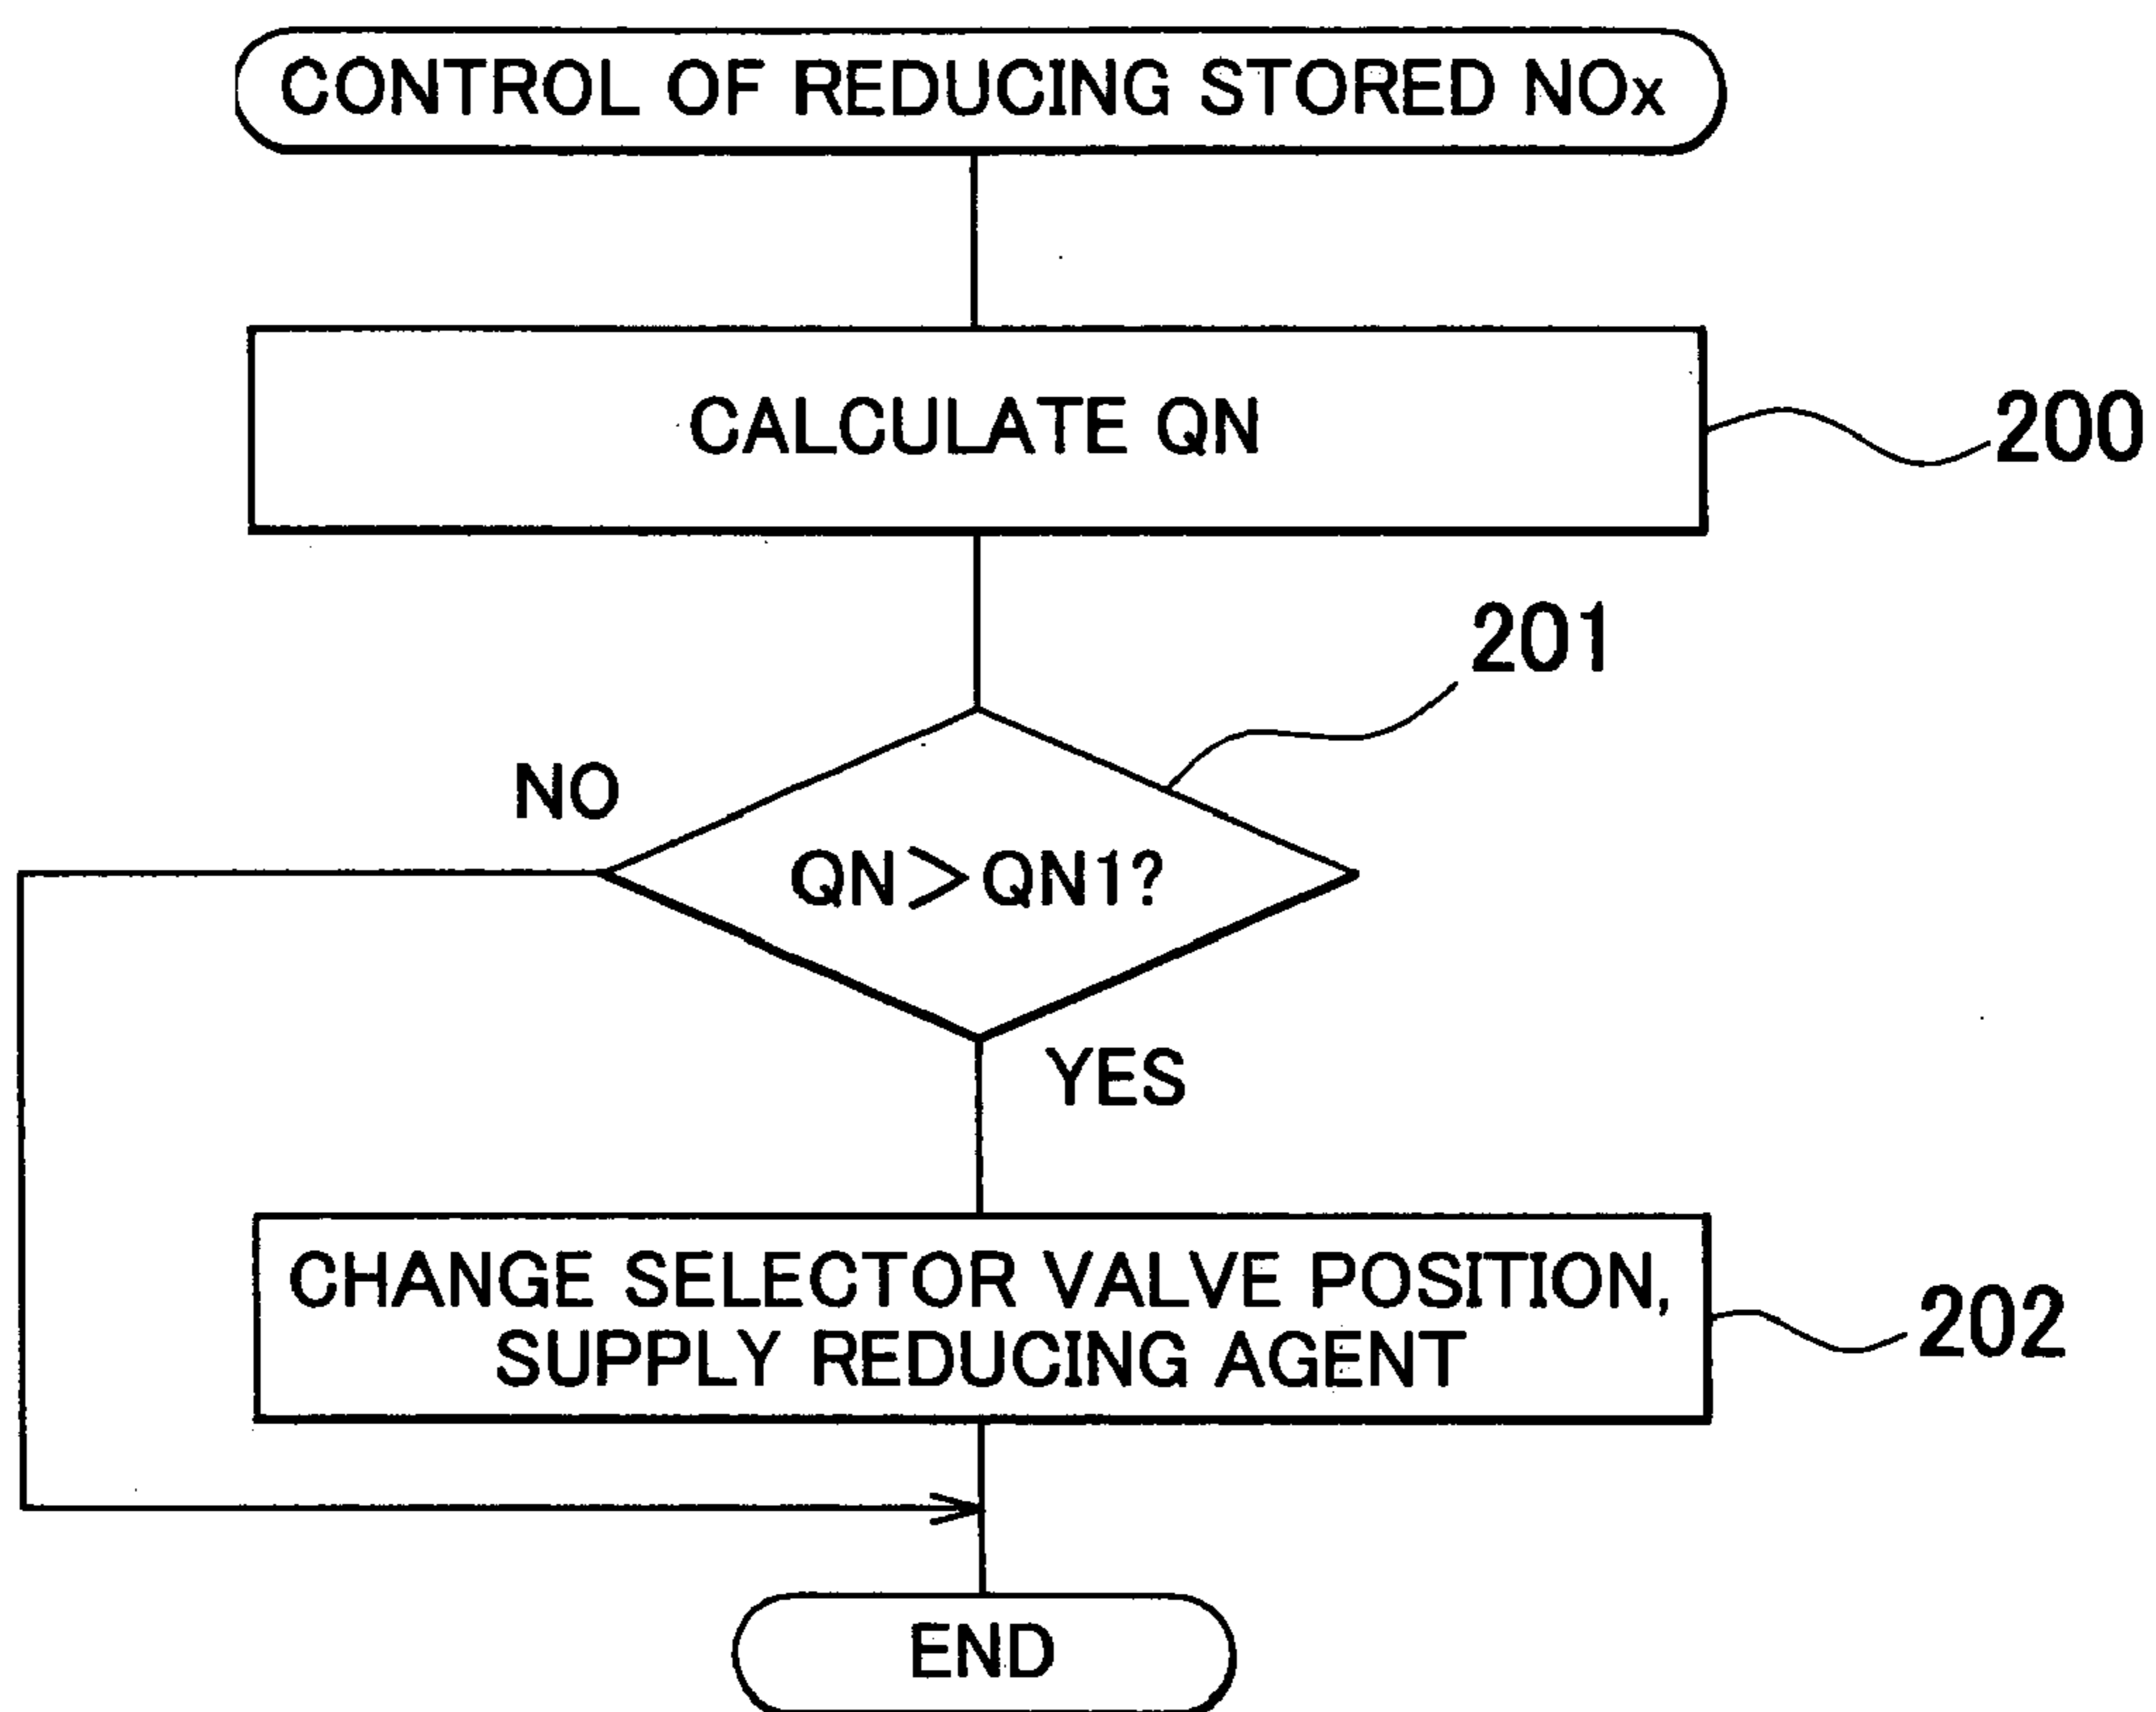 CONTROL OF REDUCING STORED NOx
CALCULATE QN
200
201
NO
QN>QN1?
YES
CHANGE SELECTOR VALVE POSITION,
SUPPLY REDUCING AGENT
202
END